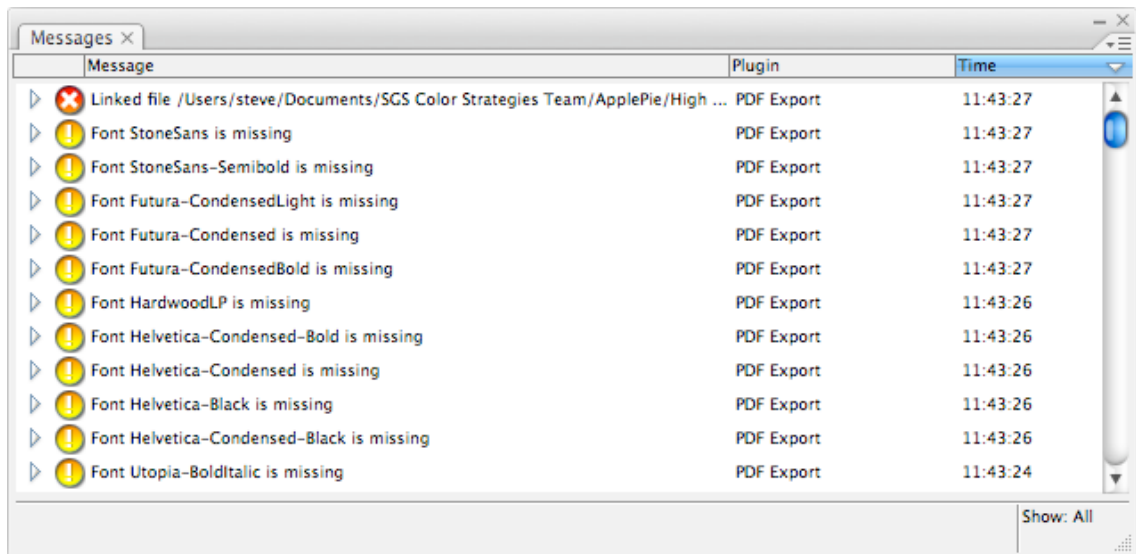 Messages ×
Message Plugin Time
Linked file /Users/steve/Documents/SGS Color Strategies Team/ApplePie/High ... PDF Export 11:43:27
Font StoneSans is missing PDF Export 11:43:27
Font StoneSans-Semibold is missing PDF Export 11:43:27
Font Futura-CondensedLight is missing PDF Export 11:43:27
Font Futura-Condensed is missing PDF Export 11:43:27
Font Futura-CondensedBold is missing PDF Export 11:43:27
Font HardwoodLP is missing PDF Export 11:43:26
Font Helvetica-Condensed-Bold is missing PDF Export 11:43:26
Font Helvetica-Condensed is missing PDF Export 11:43:26
Font Helvetica-Black is missing PDF Export 11:43:26
Font Helvetica-Condensed-Black is missing PDF Export 11:43:26
Font Utopia-BoldItalic is missing PDF Export 11:43:24
Show: All